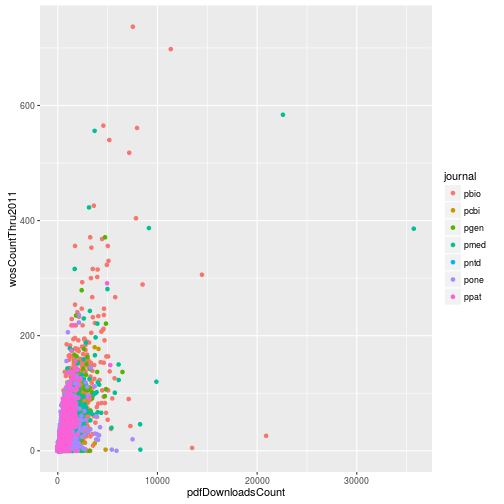 wosCountThru2011
600
400
200
0
0
10000
20000
30000
pdfDownloadsCount
journal
pbio
pcbi
pgen
pmed
pntd
pone
ppat